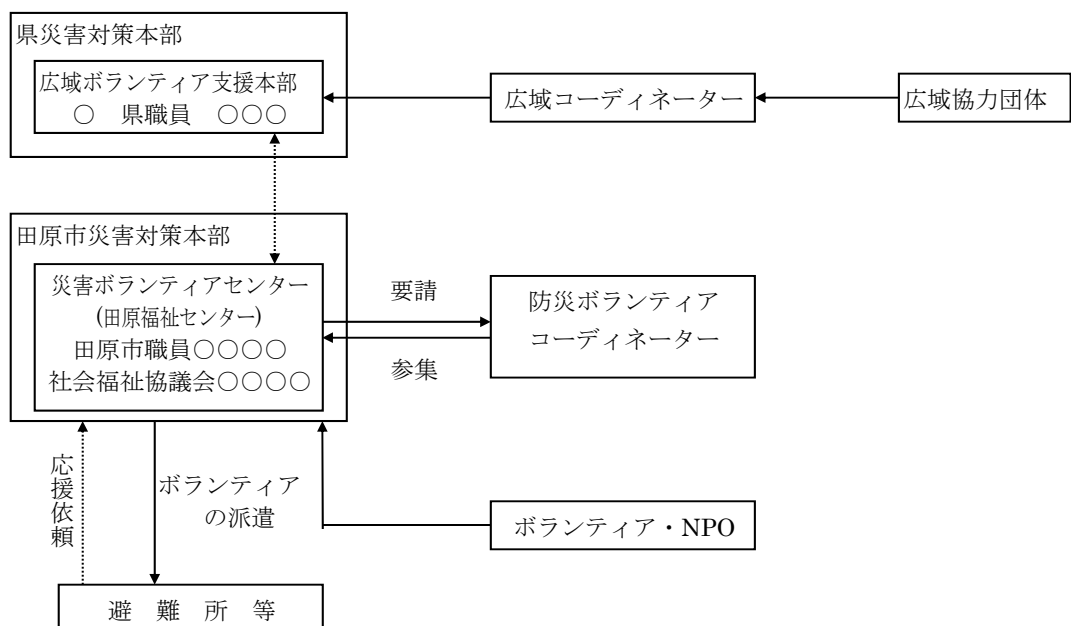 県災害対策本部
広域ボランティア支援本部
○　県職員　○○○
広域コーディネーター
広域協力団体
田原市災害対策本部
災害ボランティアセンター
(田原福祉センター)
田原市職員○○○○
社会福祉協議会○○○○
要請
参集
防災ボランティア
コーディネーター
応援依頼
ボランティア
の派遣
ボランティア・NPO
避　難　所　等